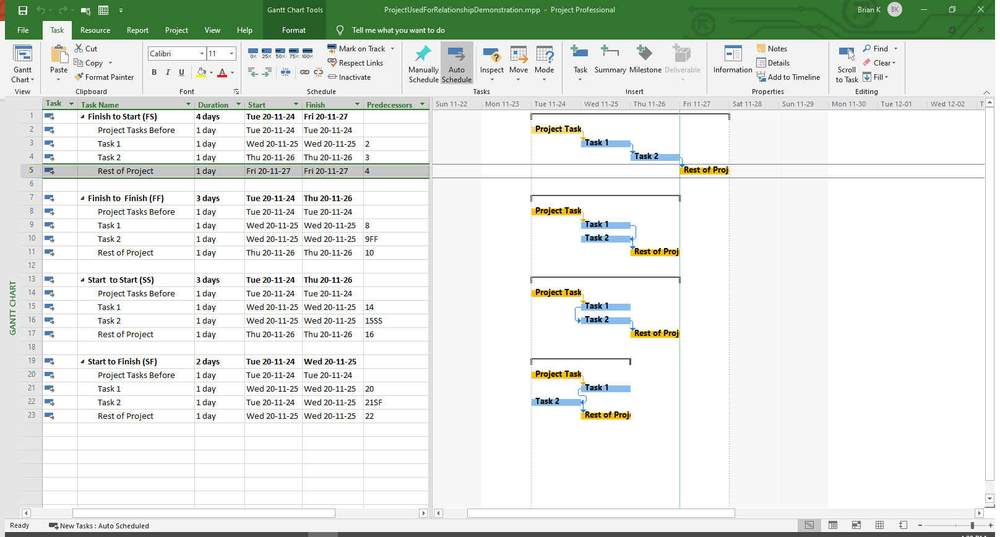 Gantt Chart Tools
ProjectUsedForRelationshipDemonstration.mpp - Project Professional
Brian K BK
File Task Resource Report Project View Help Format Tell me what you want to do
Gantt Chart
View
Paste
Cut
Copy
Format Painter
Clipboard
Calibri 11
B I U A
Font
0% 25% 50% 75% 100%
Mark on Track
Respect Links
Inactivate
Schedule
Manually Schedule
Auto Schedule
Inspect Move Mode
Tasks
Task Summary Milestone Deliverable
Insert
Information
Notes
Details
Add to Timeline
Properties
Scroll to Task
Find
Clear
Fill
Editing
Task Task Name Duration Start Finish Predecessors
Sun 11-22 Mon 11-23 Tue 11-24 Wed 11-25 Thu 11-26 Fri 11-27 Sat 11-28 Sun 11-29 Mon 11-30 Tue 12-01 Wed 12-02 T
1 Finish to Start (FS) 4 days Tue 20-11-24 Fri 20-11-27
2 Project Tasks Before 1 day Tue 20-11-24 Tue 20-11-24 Project Task
3 Task 1 1 day Wed 20-11-25 Wed 20-11-25 2 Task 1
4 Task 2 1 day Thu 20-11-26 Thu 20-11-26 3 Task 2
5 Rest of Project 1 day Fri 20-11-27 Fri 20-11-27 4 Rest of Proj
6
7 Finish to Finish (FF) 3 days Tue 20-11-24 Thu 20-11-26
8 Project Tasks Before 1 day Tue 20-11-24 Tue 20-11-24 Project Task
9 Task 1 1 day Wed 20-11-25 Wed 20-11-25 8 Task 1
10 Task 2 1 day Wed 20-11-25 Wed 20-11-25 9FF Task 2
11 Rest of Project 1 day Thu 20-11-26 Thu 20-11-26 10 Rest of Proj
12
13 Start to Start (SS) 3 days Tue 20-11-24 Thu 20-11-26
14 Project Tasks Before 1 day Tue 20-11-24 Tue 20-11-24 Project Task
15 Task 1 1 day Wed 20-11-25 Wed 20-11-25 14 Task 1
16 Task 2 1 day Wed 20-11-25 Wed 20-11-25 15SS Task 2
17 Rest of Project 1 day Thu 20-11-26 Thu 20-11-26 16 Rest of Proj
18
19 Start to Finish (SF) 2 days Tue 20-11-24 Wed 20-11-25
20 Project Tasks Before 1 day Tue 20-11-24 Tue 20-11-24 Project Task
21 Task 1 1 day Wed 20-11-25 Wed 20-11-25 20 Task 1
22 Task 2 1 day Tue 20-11-24 Wed 20-11-25 21SF Task 2
23 Rest of Project 1 day Wed 20-11-25 Wed 20-11-25 22 Rest of Proj
GANTT CHART
Ready New Tasks : Auto Scheduled